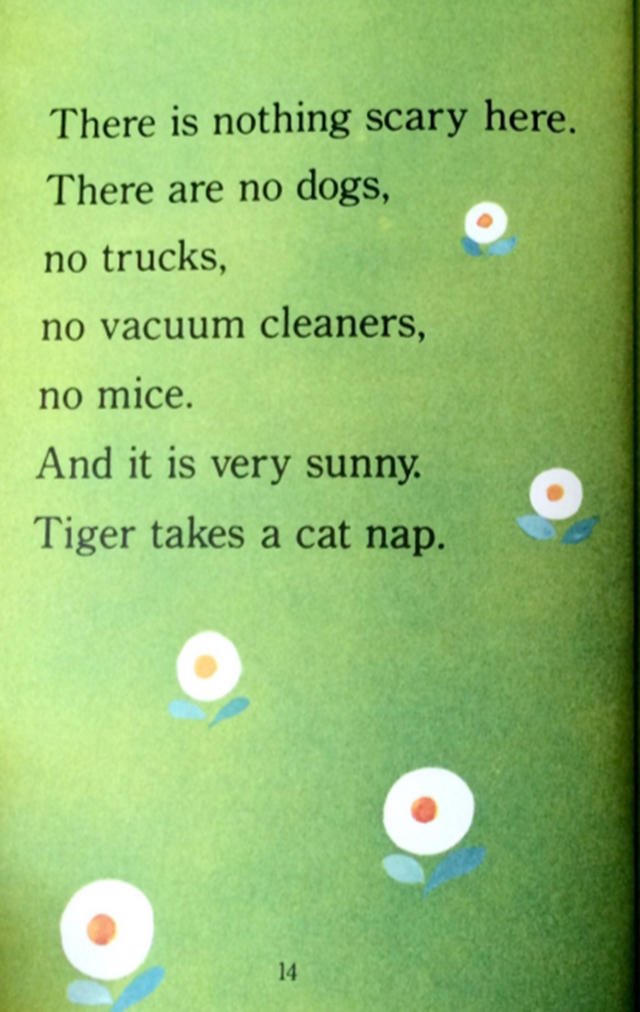 There is nothing scary here.
There are no dogs,
no trucks,
no vacuum cleaners,
no mice.
And it is very sunny.
Tiger takes a cat nap.
14